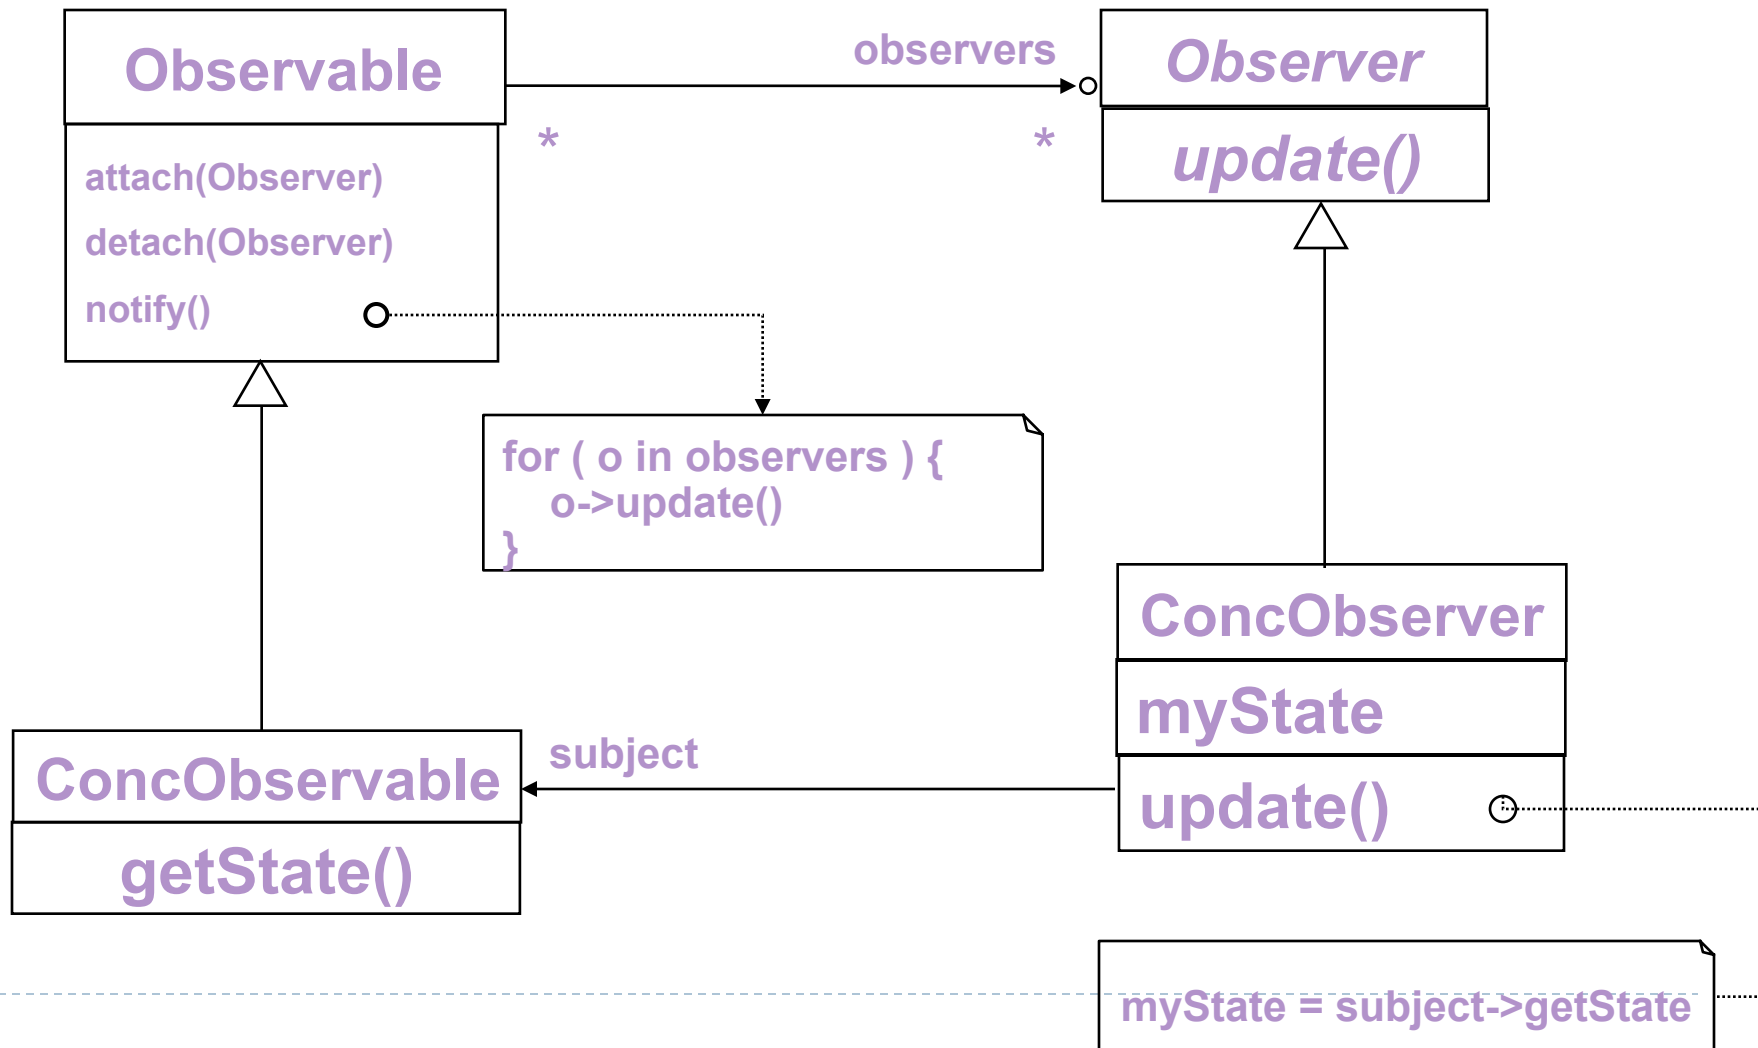 Observable
attach(Observer)
detach(Observer)
notify()
observers
*
*
Observer
update()
for ( o in observers ) {
o->update()
}
ConcObserver
myState
update()
subject
ConcObservable
getState()
myState = subject->getState